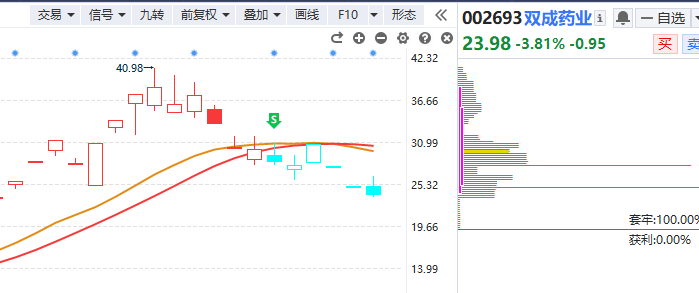 交易 信号 九转 前复权 叠加 画线 F10 形态
002693 双成药业
一 自选
23.98 -3.81% -0.95
买 卖
40.98
S
42.32
36.66
30.99
25.32
19.66
13.99
套牢:100.00%
获利:0.00%